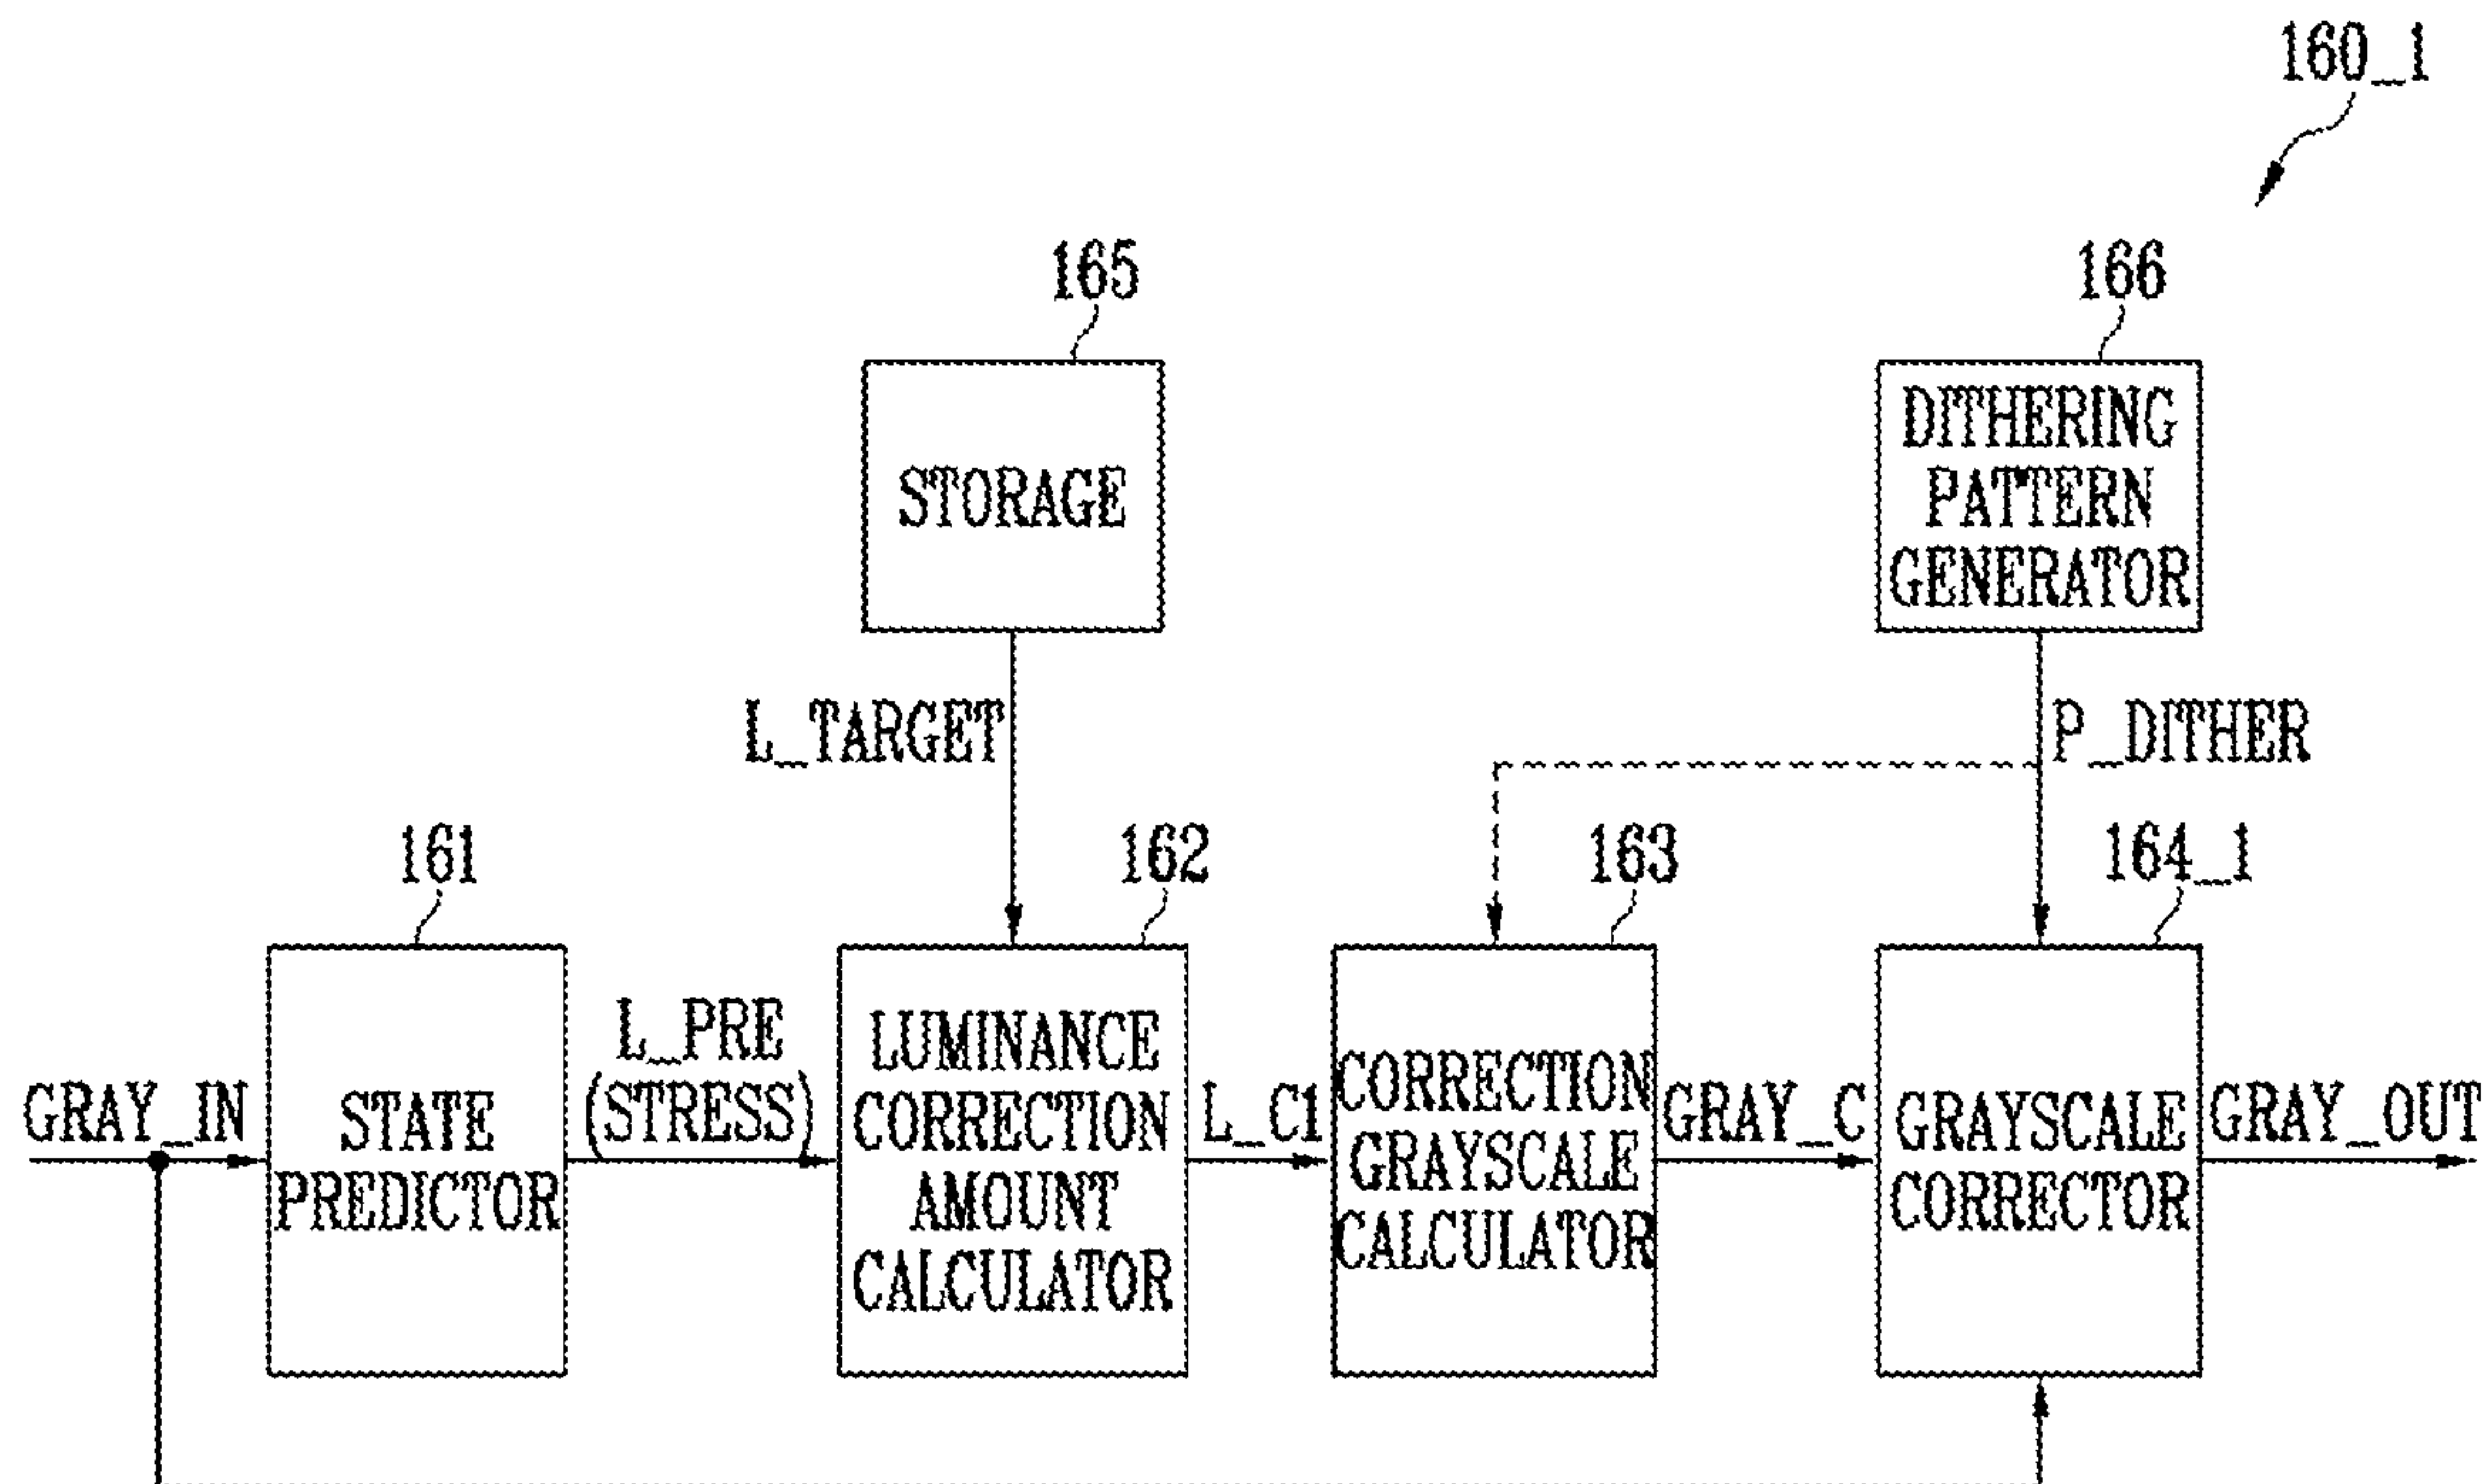 160_1
165
166
STORAGE
DITHERING
PATTERN
GENERATOR
L_TARGET
P_DITHER
161
162
163
164_1
GRAY_IN
STATE
PREDICTOR
L_PRE
(STRESS)
LUMINANCE
CORRECTION
AMOUNT
CALCULATOR
L_C1
CORRECTION
GRAYSCALE
CALCULATOR
GRAY_C
GRAYSCALE
CORRECTOR
GRAY_OUT